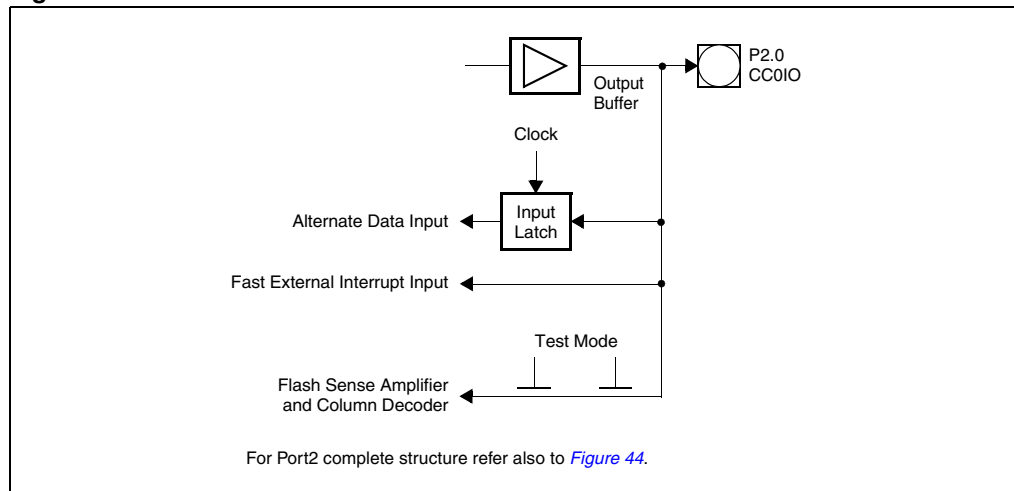 P2.0
CC0IO
Output
Buffer
Clock
Input
Latch
Alternate Data Input
Fast External Interrupt Input
Test Mode
Flash Sense Amplifier
and Column Decoder
For Port2 complete structure refer also to Figure 44.